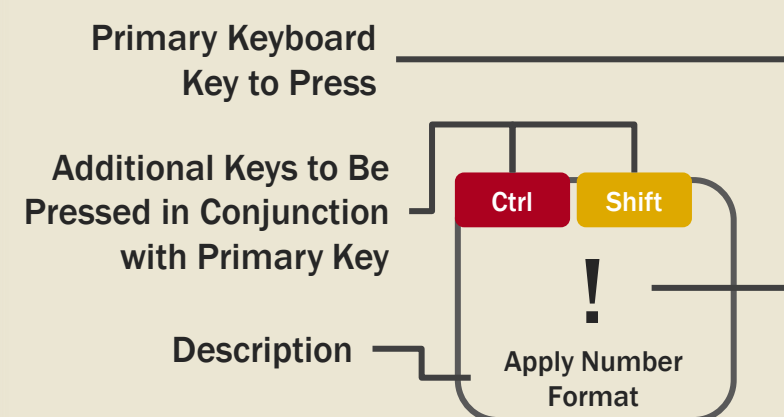 Primary Keyboard
Key to Press
Additional Keys to Be
Pressed in Conjunction
with Primary Key
Ctrl
Shift
!
Description
Apply Number
Format